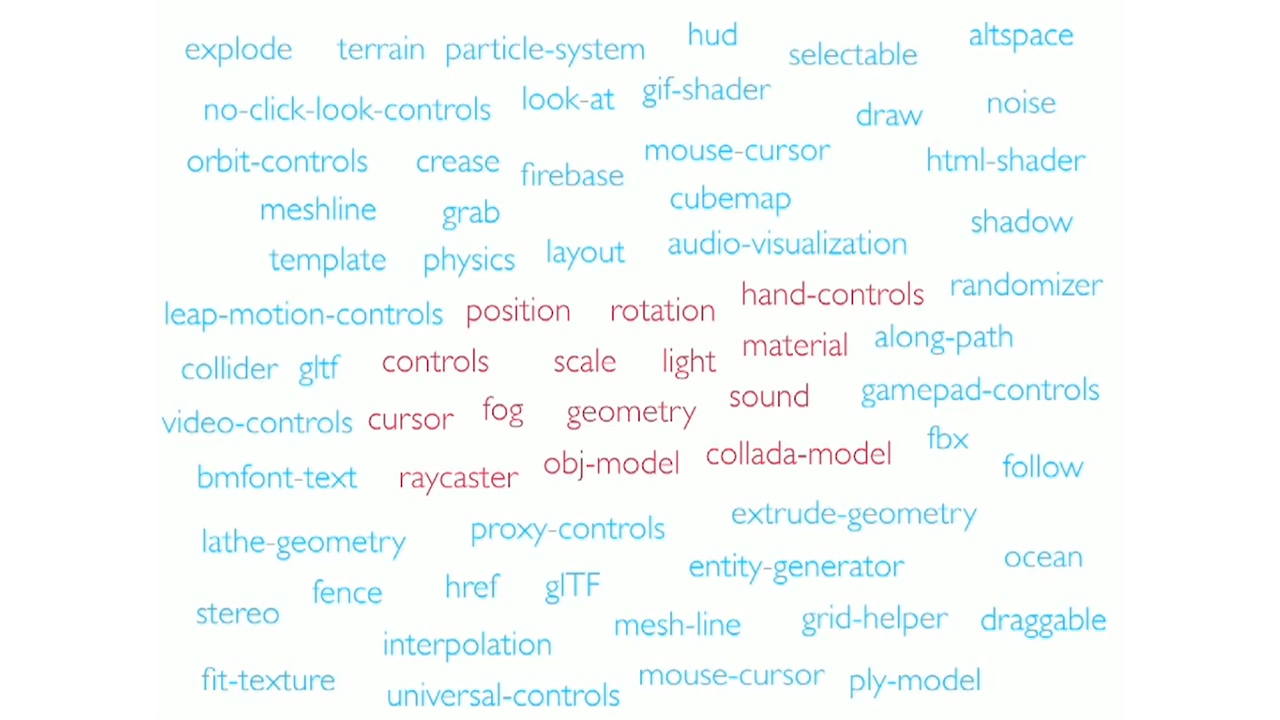 explode terrain particle-system hud selectable altspace
no-click-look-controls look-at gif-shader draw noise
orbit-controls crease firebase mouse-cursor html-shader
meshline grab cubemap shadow
template physics layout audio-visualization
leap-motion-controls position rotation hand-controls randomizer
collider gltf controls scale light material along-path
video-controls cursor fog geometry sound gamepad-controls
bmfont-text raycaster obj-model collada-model fbx follow
lathe-geometry proxy-controls extrude-geometry
stereo fence href glTF entity-generator ocean
interpolation mesh-line grid-helper draggable
fit-texture universal-controls mouse-cursor ply-model